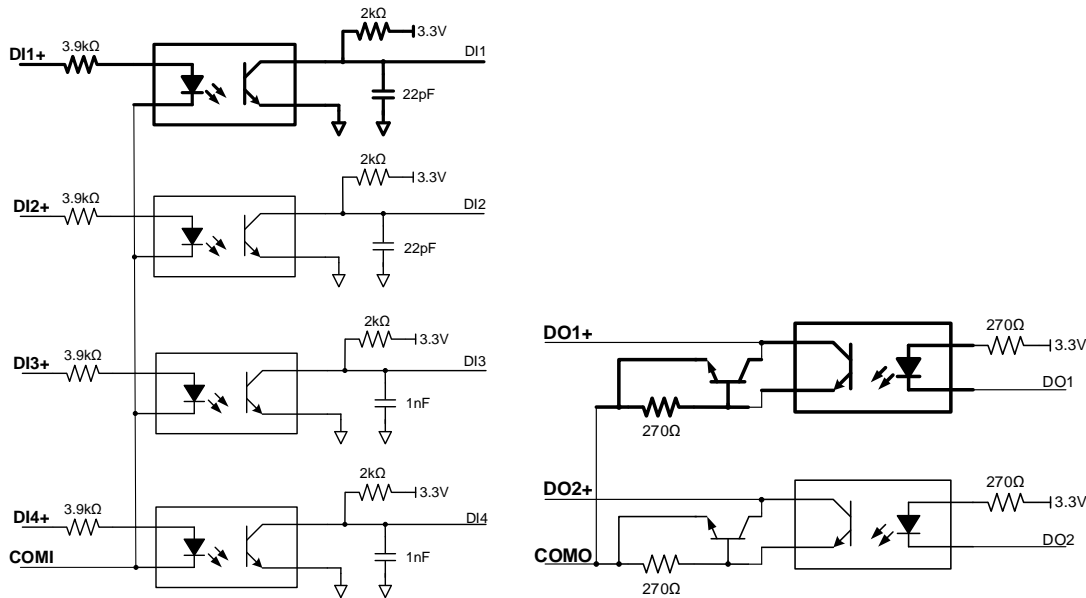 2kΩ
3.3V
3.9kΩ
DI1+
DI1
22pF
2kΩ
3.3V
3.9kΩ
DI2+
DI2
22pF
2kΩ
3.3V
3.9kΩ
DI3+
DI3
1nF
2kΩ
3.3V
3.9kΩ
DI4+
DI4
COMI
1nF
270Ω
3.3V
DO1+
DO1
270Ω
270Ω
3.3V
DO2+
DO2
COMO
270Ω